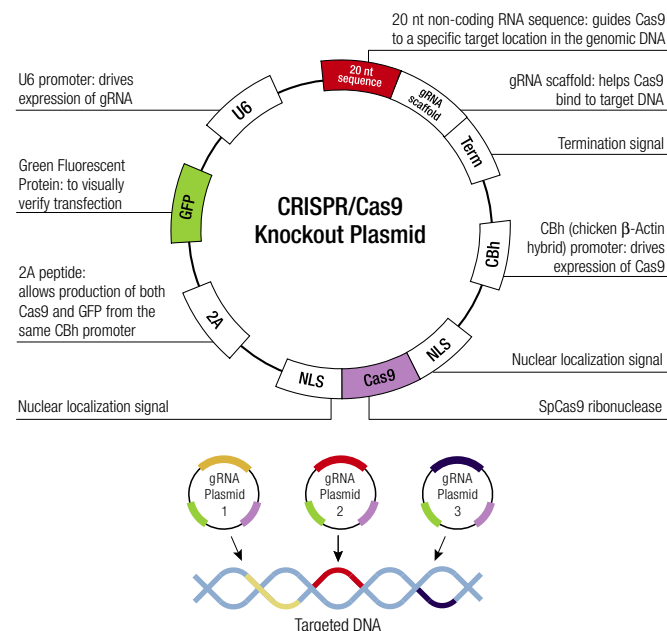 20 nt non-coding RNA sequence: guides Cas9
to a specific target location in the genomic DNA
U6 promoter: drives
expression of gRNA
gRNA scaffold: helps Cas9
bind to target DNA
Termination signal
Green Fluorescent
Protein: to visually
verify transfection
CBh (chicken β-Actin
hybrid) promoter: drives
expression of Cas9
2A peptide:
allows production of both
Cas9 and GFP from the
same CBh promoter
Nuclear localization signal
Nuclear localization signal
SpCas9 ribonuclease
CRISPR/Cas9
Knockout Plasmid
20 nt
sequence
gRNA
scaffold
Term
CBh
NLS
Cas9
NLS
2A
GFP
U6
gRNA
Plasmid
1
gRNA
Plasmid
2
gRNA
Plasmid
3
Targeted DNA